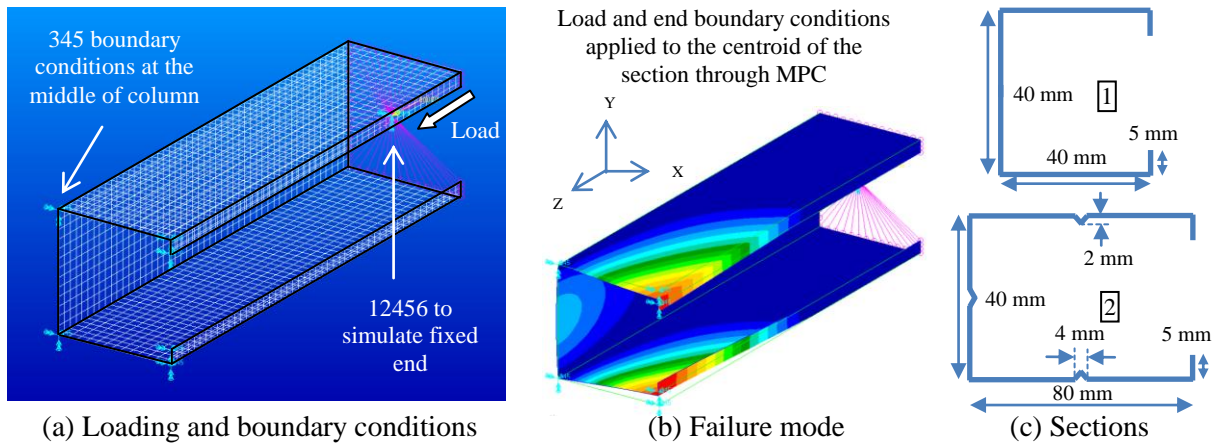 345 boundary
conditions at the
middle of column
Load
12456 to
simulate fixed
end
(a) Loading and boundary conditions
Load and end boundary conditions
applied to the centroid of the
section through MPC
Y
X
Z
(b) Failure mode
40 mm
1
5 mm
40 mm
2 mm
40 mm
2
4 mm
5 mm
80 mm
(c) Sections